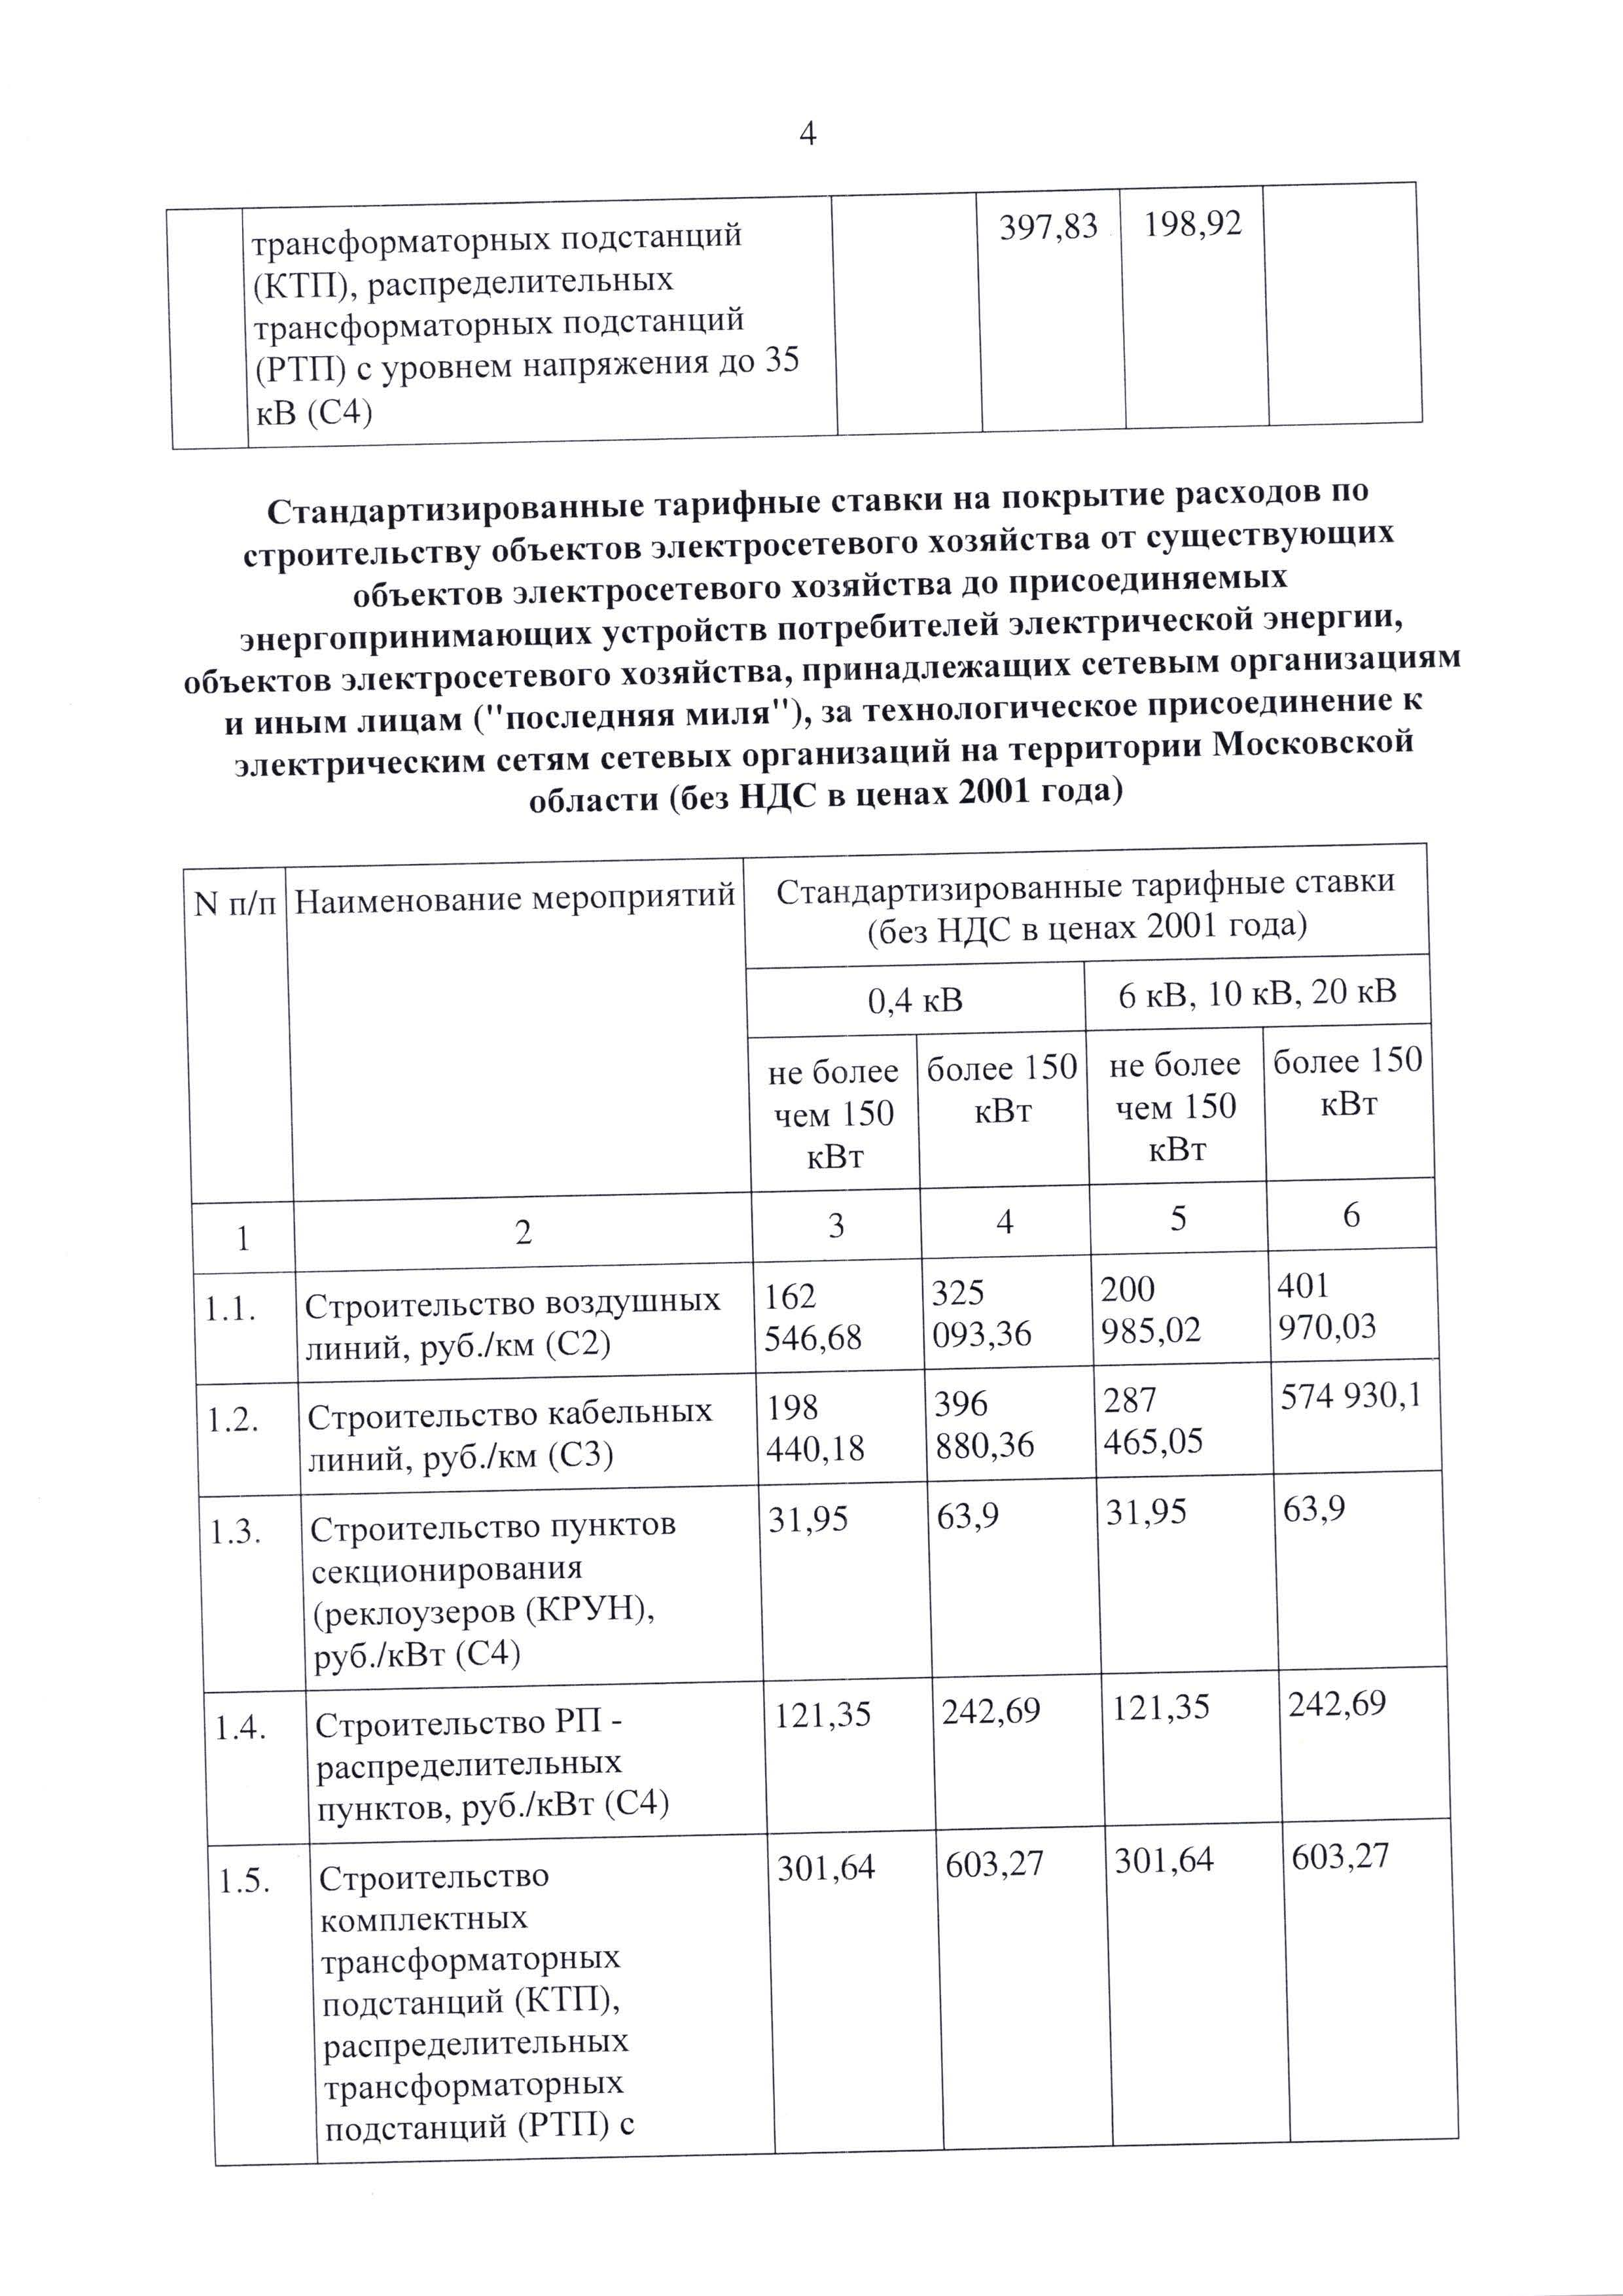 4
трансформаторных подстанций
(КТП), распределительных
трансформаторных подстанций
(РТП) с уровнем напряжения до 35
кВ (С4)
397,83
198,92
Стандартизированные тарифные ставки на покрытие расходов по
строительству объектов электросетевого хозяйства от существующих
объектов электросетевого хозяйства до присоединяемых
энергопринимающих устройств потребителей электрической энергии,
объектов электросетевого хозяйства, принадлежащих сетевым организациям
и иным лицам ("последняя миля"), за технологическое присоединение к
электрическим сетям сетевых организаций на территории Московской
области (без НДС в ценах 2001 года)
N п/п
Наименование мероприятий
Стандартизированные тарифные ставки
(без НДС в ценах 2001 года)
0,4 кВ
6 кВ, 10 кВ, 20 кВ
не более
чем 150
кВт
более 150
кВт
не более
чем 150
кВт
более 150
кВт
1
2
3
4
5
6
1.1.
Строительство воздушных
линий, руб./км (С2)
162
546,68
325
093,36
200
985,02
401
970,03
1.2.
Строительство кабельных
линий, руб./км (С3)
198
440,18
396
880,36
287
465,05
574 930,1
1.3.
Строительство пунктов
секционирования
(реклоузеров (КРУН),
руб./кВт (С4)
31,95
63,9
31,95
63,9
1.4.
Строительство РП -
распределительных
пунктов, руб./кВт (С4)
121,35
242,69
121,35
242,69
1.5.
Строительство
комплектных
трансформаторных
подстанций (КТП),
распределительных
трансформаторных
подстанций (РТП) с
301,64
603,27
301,64
603,27